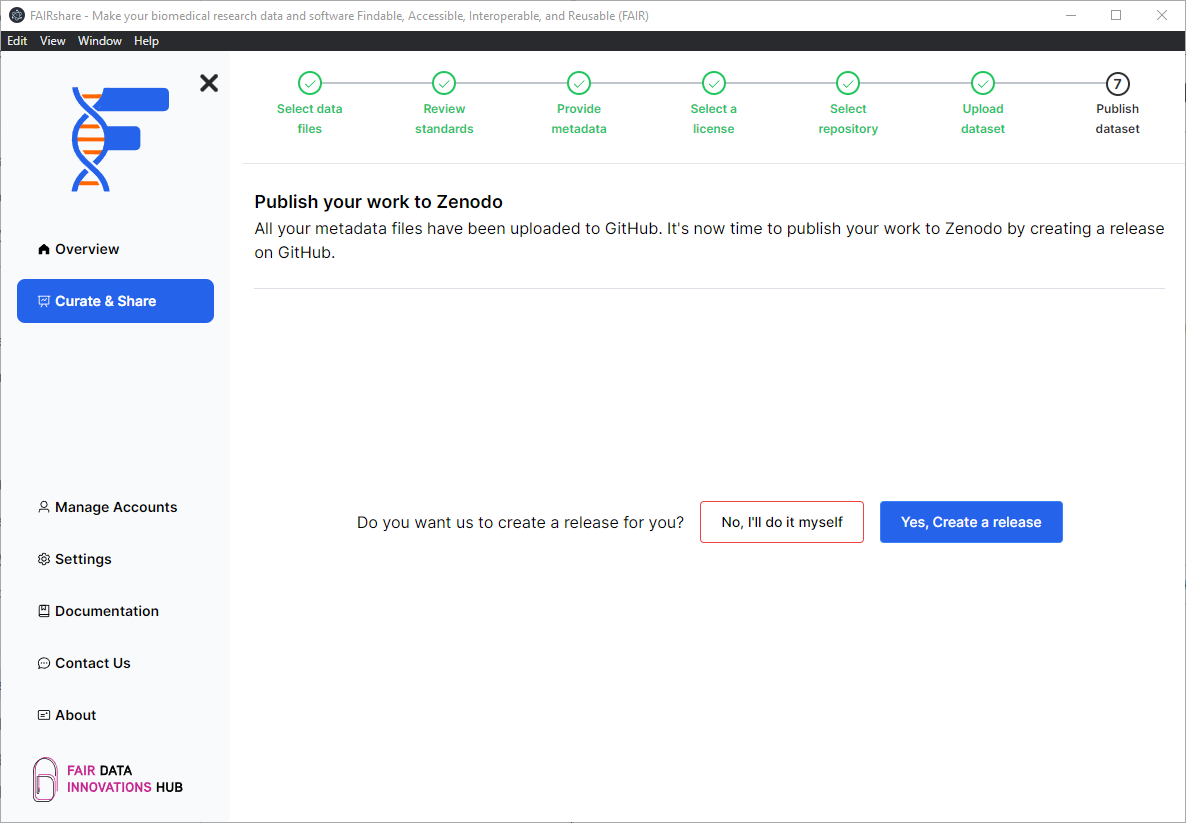 FAIRshare - Make your biomedical research data and software Findable, Accessible, Interoperable, and Reusable (FAIR)
Edit View Window Help
Select data files
Review standards
Provide metadata
Select a license
Select repository
Upload dataset
7
Publish dataset
Overview
Curate & Share
Manage Accounts
Settings
Documentation
Contact Us
About
FAIR DATA
INNOVATIONS HUB
Publish your work to Zenodo
All your metadata files have been uploaded to GitHub. It's now time to publish your work to Zenodo by creating a release
on GitHub.
Do you want us to create a release for you? No, I'll do it myself Yes, Create a release